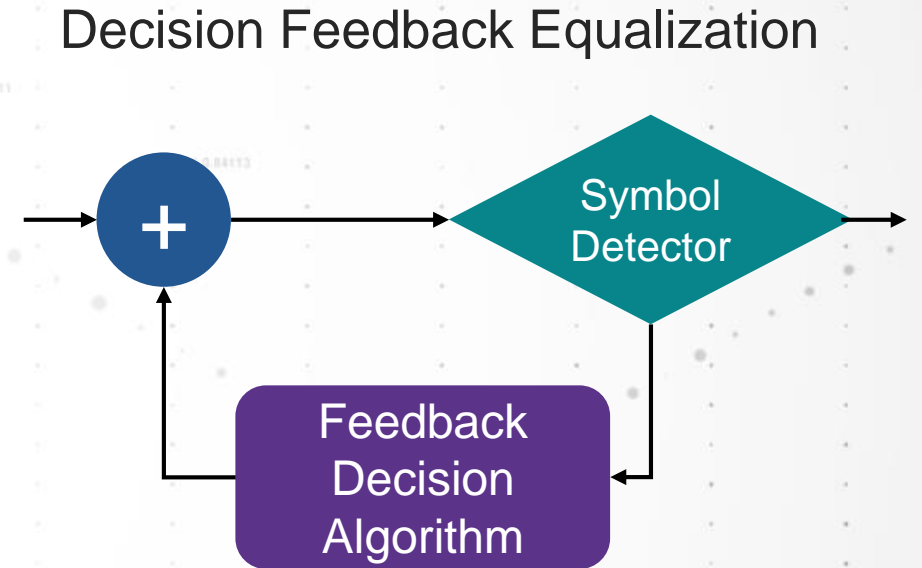 Decision Feedback Equalization
+
Symbol
Detector
Feedback
Decision
Algorithm